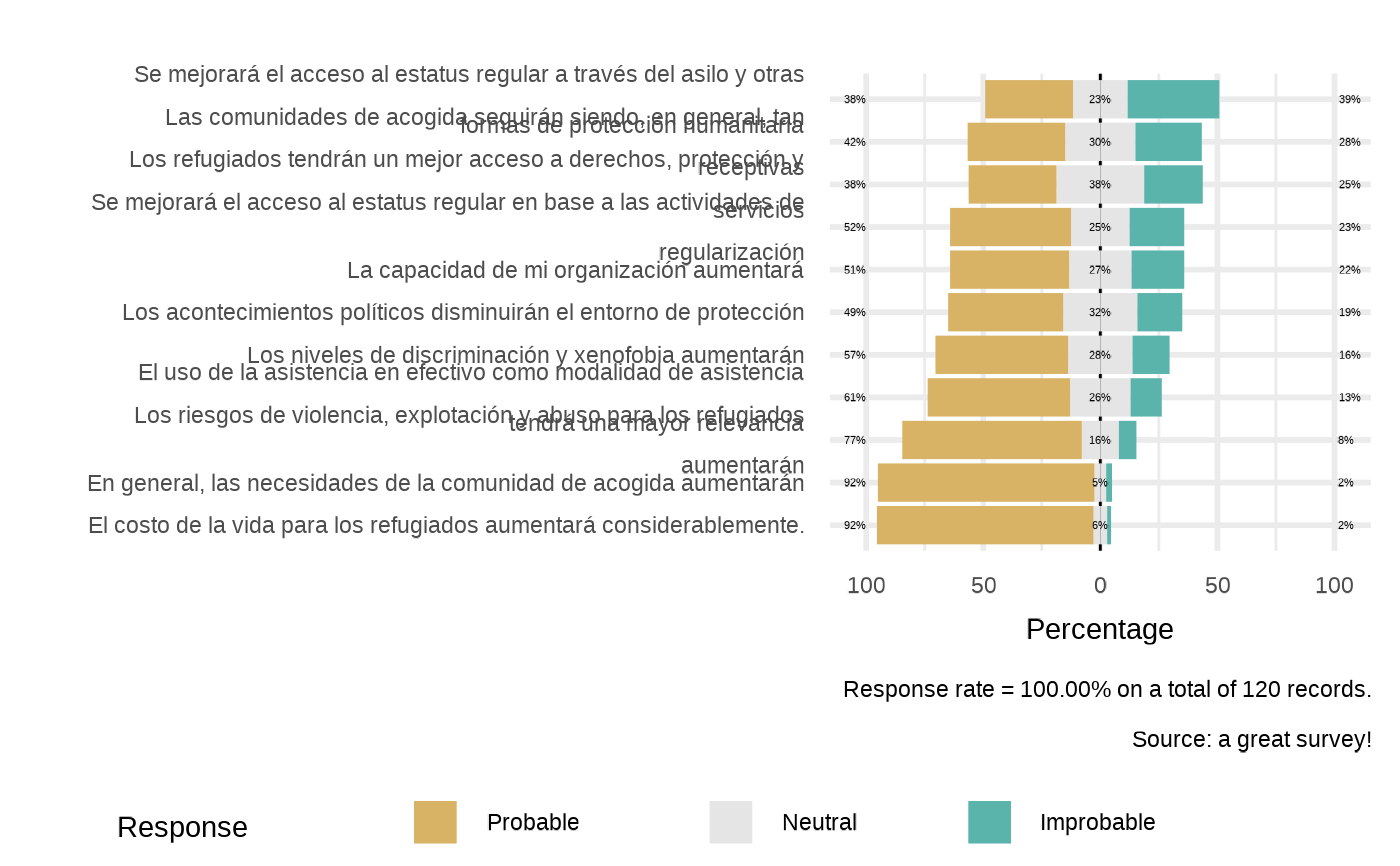 Se mejorará el acceso al estatus regular a través del asilo y otras
formas de protección humanitaria
38% 23% 39%
Las comunidades de acogida seguirán siendo, en general, tan
receptivas
42% 30% 28%
Los refugiados tendrán un mejor acceso a derechos, protección y
servicios
38% 38% 25%
Se mejorará el acceso al estatus regular en base a las actividades de
regularización
52% 25% 23%
La capacidad de mi organización aumentará
51% 27% 22%
Los acontecimientos políticos disminuirán el entorno de protección
49% 32% 19%
Los niveles de discriminación y xenofobia aumentarán
57% 28% 16%
El uso de la asistencia en efectivo como modalidad de asistencia
tendrá una mayor relevancia
61% 26% 13%
Los riesgos de violencia, explotación y abuso para los refugiados
aumentarán
77% 16% 8%
En general, las necesidades de la comunidad de acogida aumentarán
92% 5% 2%
El costo de la vida para los refugiados aumentará considerablemente.
92% 6% 2%
100 50 0 50 100
Percentage
Response rate = 100.00% on a total of 120 records.
Source: a great survey!
Response Probable Neutral Improbable